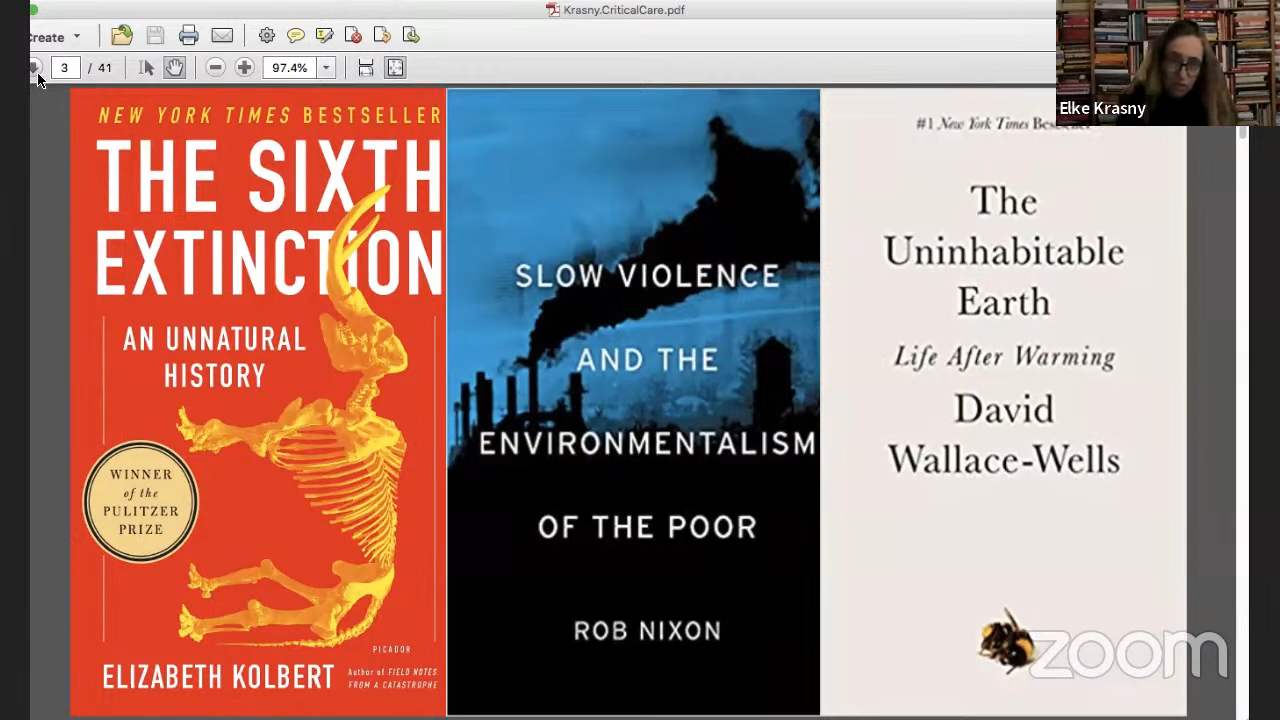 Krasny.CriticalCare.pdf
Create
3 / 41
97.4%
Elke Krasny
NEW YORK TIMES BESTSELLER
THE SIXTH
EXTINCTION
AN UNNATURAL
HISTORY
WINNER
of the
PULITZER
PRIZE
PICADOR
ELIZABETH KOLBERT
Author of FIELD NOTES
FROM A CATASTROPHE
SLOW VIOLENCE
AND THE
ENVIRONMENTALISM
OF THE POOR
ROB NIXON
#1 New York Times Bestseller
The
Uninhabitable
Earth
Life After Warming
David
Wallace-Wells
zoom